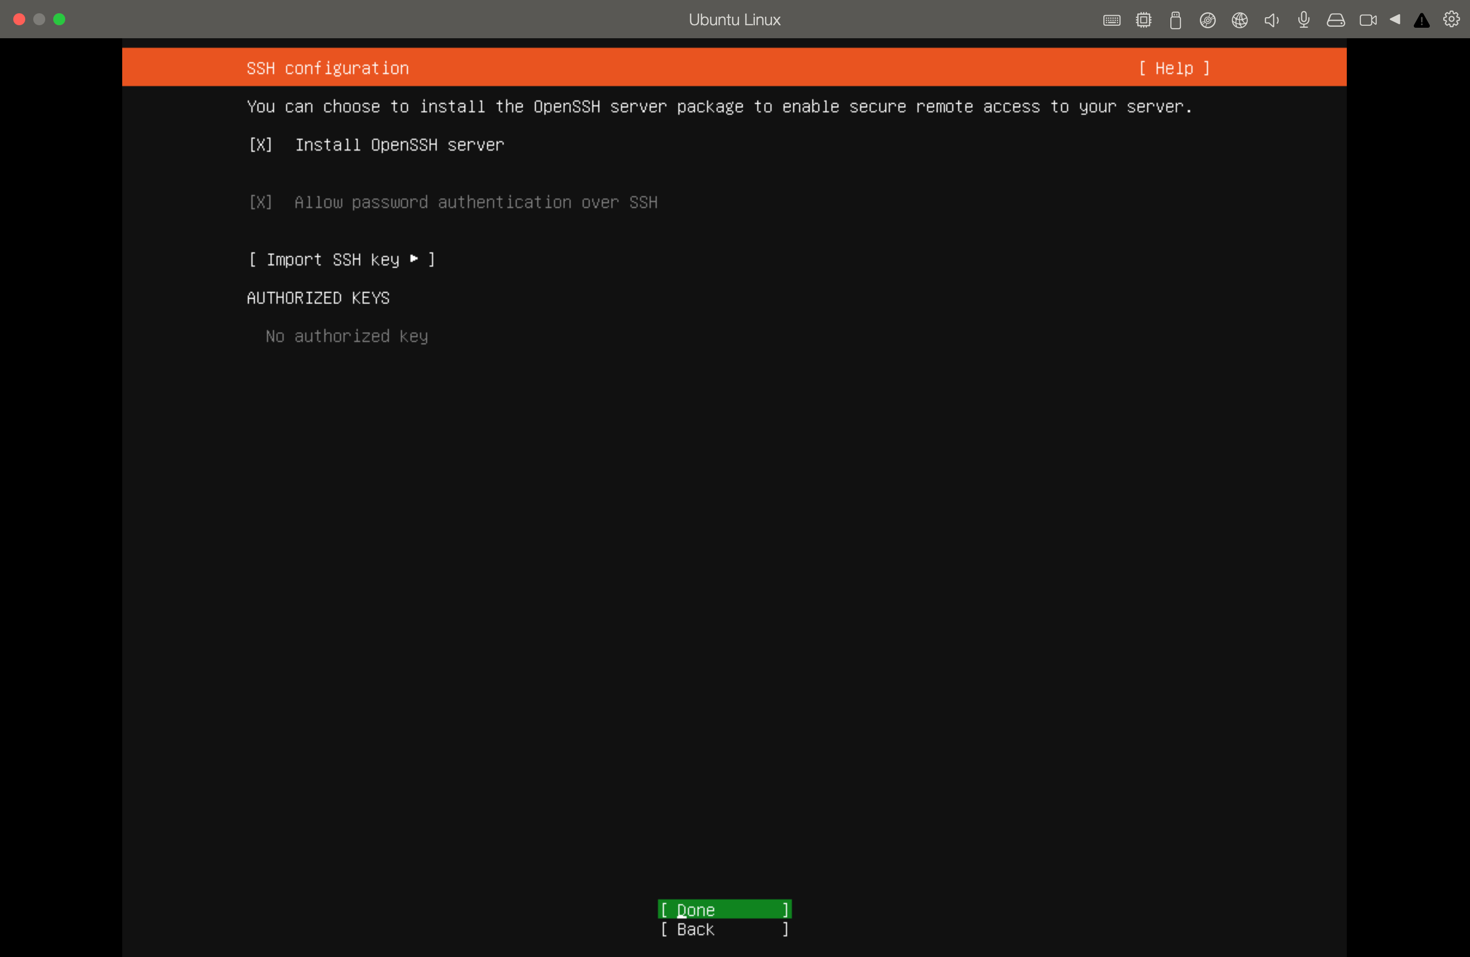 Ubuntu Linux
SSH configuration [ Help ]
You can choose to install the OpenSSH server package to enable secure remote access to your server.
[X] Install OpenSSH server
[X] Allow password authentication over SSH
[ Import SSH key ▸ ]
AUTHORIZED KEYS
No authorized key
[ Done ]
[ Back ]